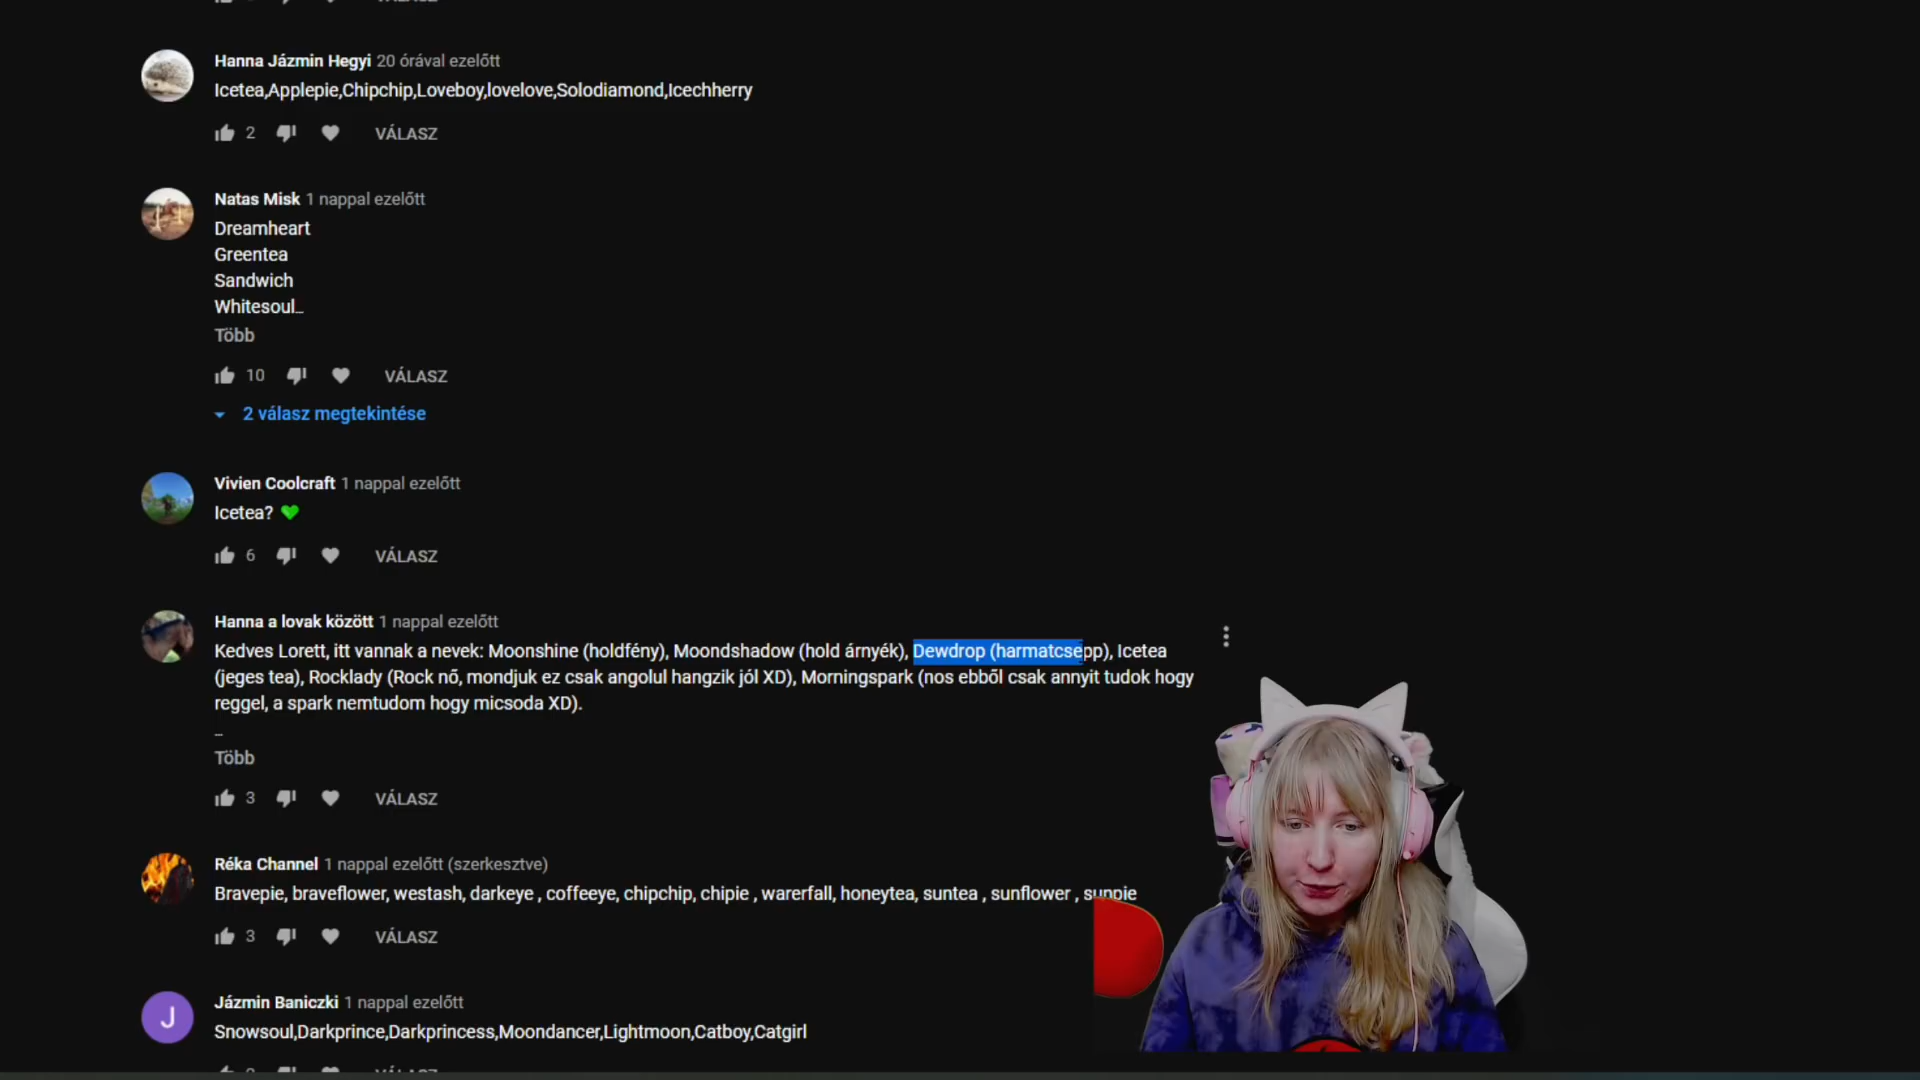 VÁLASZ
Hanna Jázmin Hegyi 20 órával ezelőtt
Icetea,Applepie,Chipchip,Loveboy,lovelove,Solodiamond,Icechherry
2 VÁLASZ
Natas Misk 1 nappal ezelőtt
Dreamheart
Greentea
Sandwich
Whitesoul...
Több
10 VÁLASZ
2 válasz megtekintése
Vivien Coolcraft 1 nappal ezelőtt
Icetea? 💚
6 VÁLASZ
Hanna a lovak között 1 nappal ezelőtt
Kedves Lorett, itt vannak a nevek: Moonshine (holdfény), Moondshadow (hold árnyék), Dewdrop (harmatcsepp), Icetea
(jeges tea), Rocklady (Rock nő, mondjuk ez csak angolul hangzik jól XD), Morningspark (nos ebből csak annyit tudok hogy
reggel, a spark nemtudom hogy micsoda XD).
...
Több
3 VÁLASZ
Réka Channel 1 nappal ezelőtt (szerkesztve)
Bravepie, braveflower, westash, darkeye , coffeeye, chipchip, chipie , warerfall, honeytea, suntea , sunflower , sunpie
3 VÁLASZ
J
Jázmin Baniczki 1 nappal ezelőtt
Snowsoul,Darkprince,Darkprincess,Moondancer,Lightmoon,Catboy,Catgirl
VÁLASZ